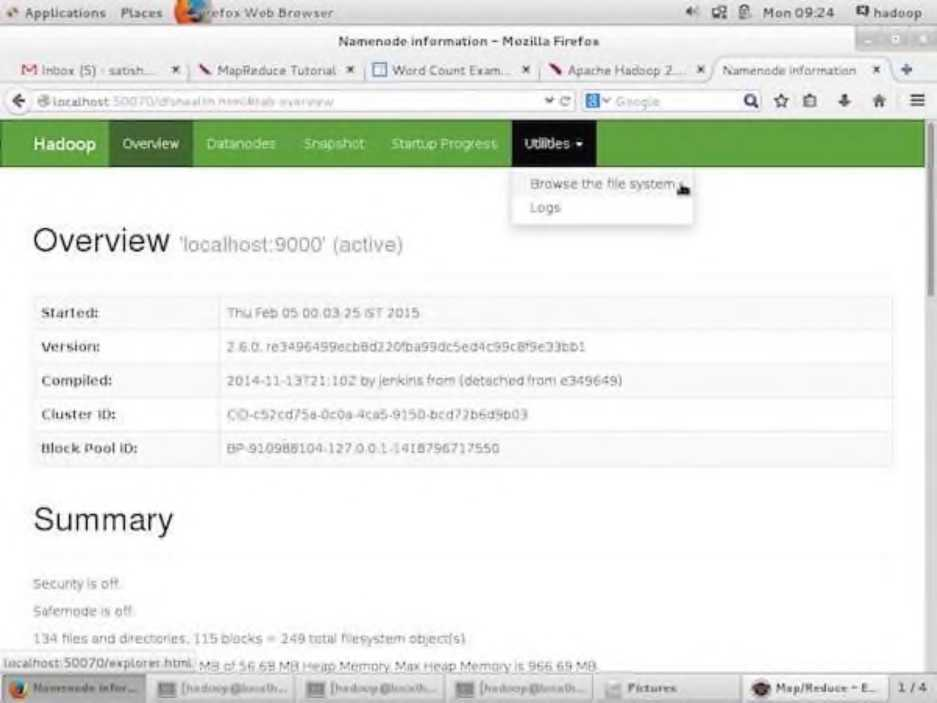 Applications Places Firefox Web Browser Mon 09:24 hadoop
Namenode information - Mozilla Firefox
Inbox (5) - satish... MapReduce Tutorial Word Count Exam... Apache Hadoop 2.... Namenode information
localhost:50070/dfshealth.html#tab-overview Google
Hadoop Overview Datanodes Snapshot Startup Progress Utilities
Browse the file system
Logs
Overview 'localhost:9000' (active)
Started: Thu Feb 05 00:03:25 IST 2015
Version: 2.6.0, re3496499ecb8d220fba99dc5ed4c99c8f9e33bb1
Compiled: 2014-11-13T21:10Z by jenkins from (detached from e349649)
Cluster ID: CID-c52cd75a-0c0a-4ca5-9150-bcd72b6d9b03
Block Pool ID: BP-910988104-127.0.0.1-1418796717550
Summary
Security is off.
Safemode is off.
134 files and directories, 115 blocks = 249 total filesystem object(s).
localhost:50070/explorer.html MB of 56.69 MB Heap Memory. Max Heap Memory is 966.69 MB.
Namenode infor... [hadoop@localh... [hadoop@localh... [hadoop@localh... Pictures Map/Reduce - E... 1 / 4